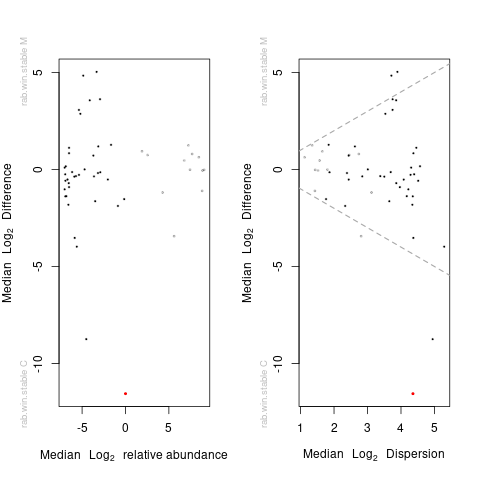 rab.win.stable M
rab.win.stable C
Median Log2 Difference
5
0
-5
-10
-5 0 5
Median Log2 relative abundance
rab.win.stable M
rab.win.stable C
Median Log2 Difference
5
0
-5
-10
1 2 3 4 5
Median Log2 Dispersion